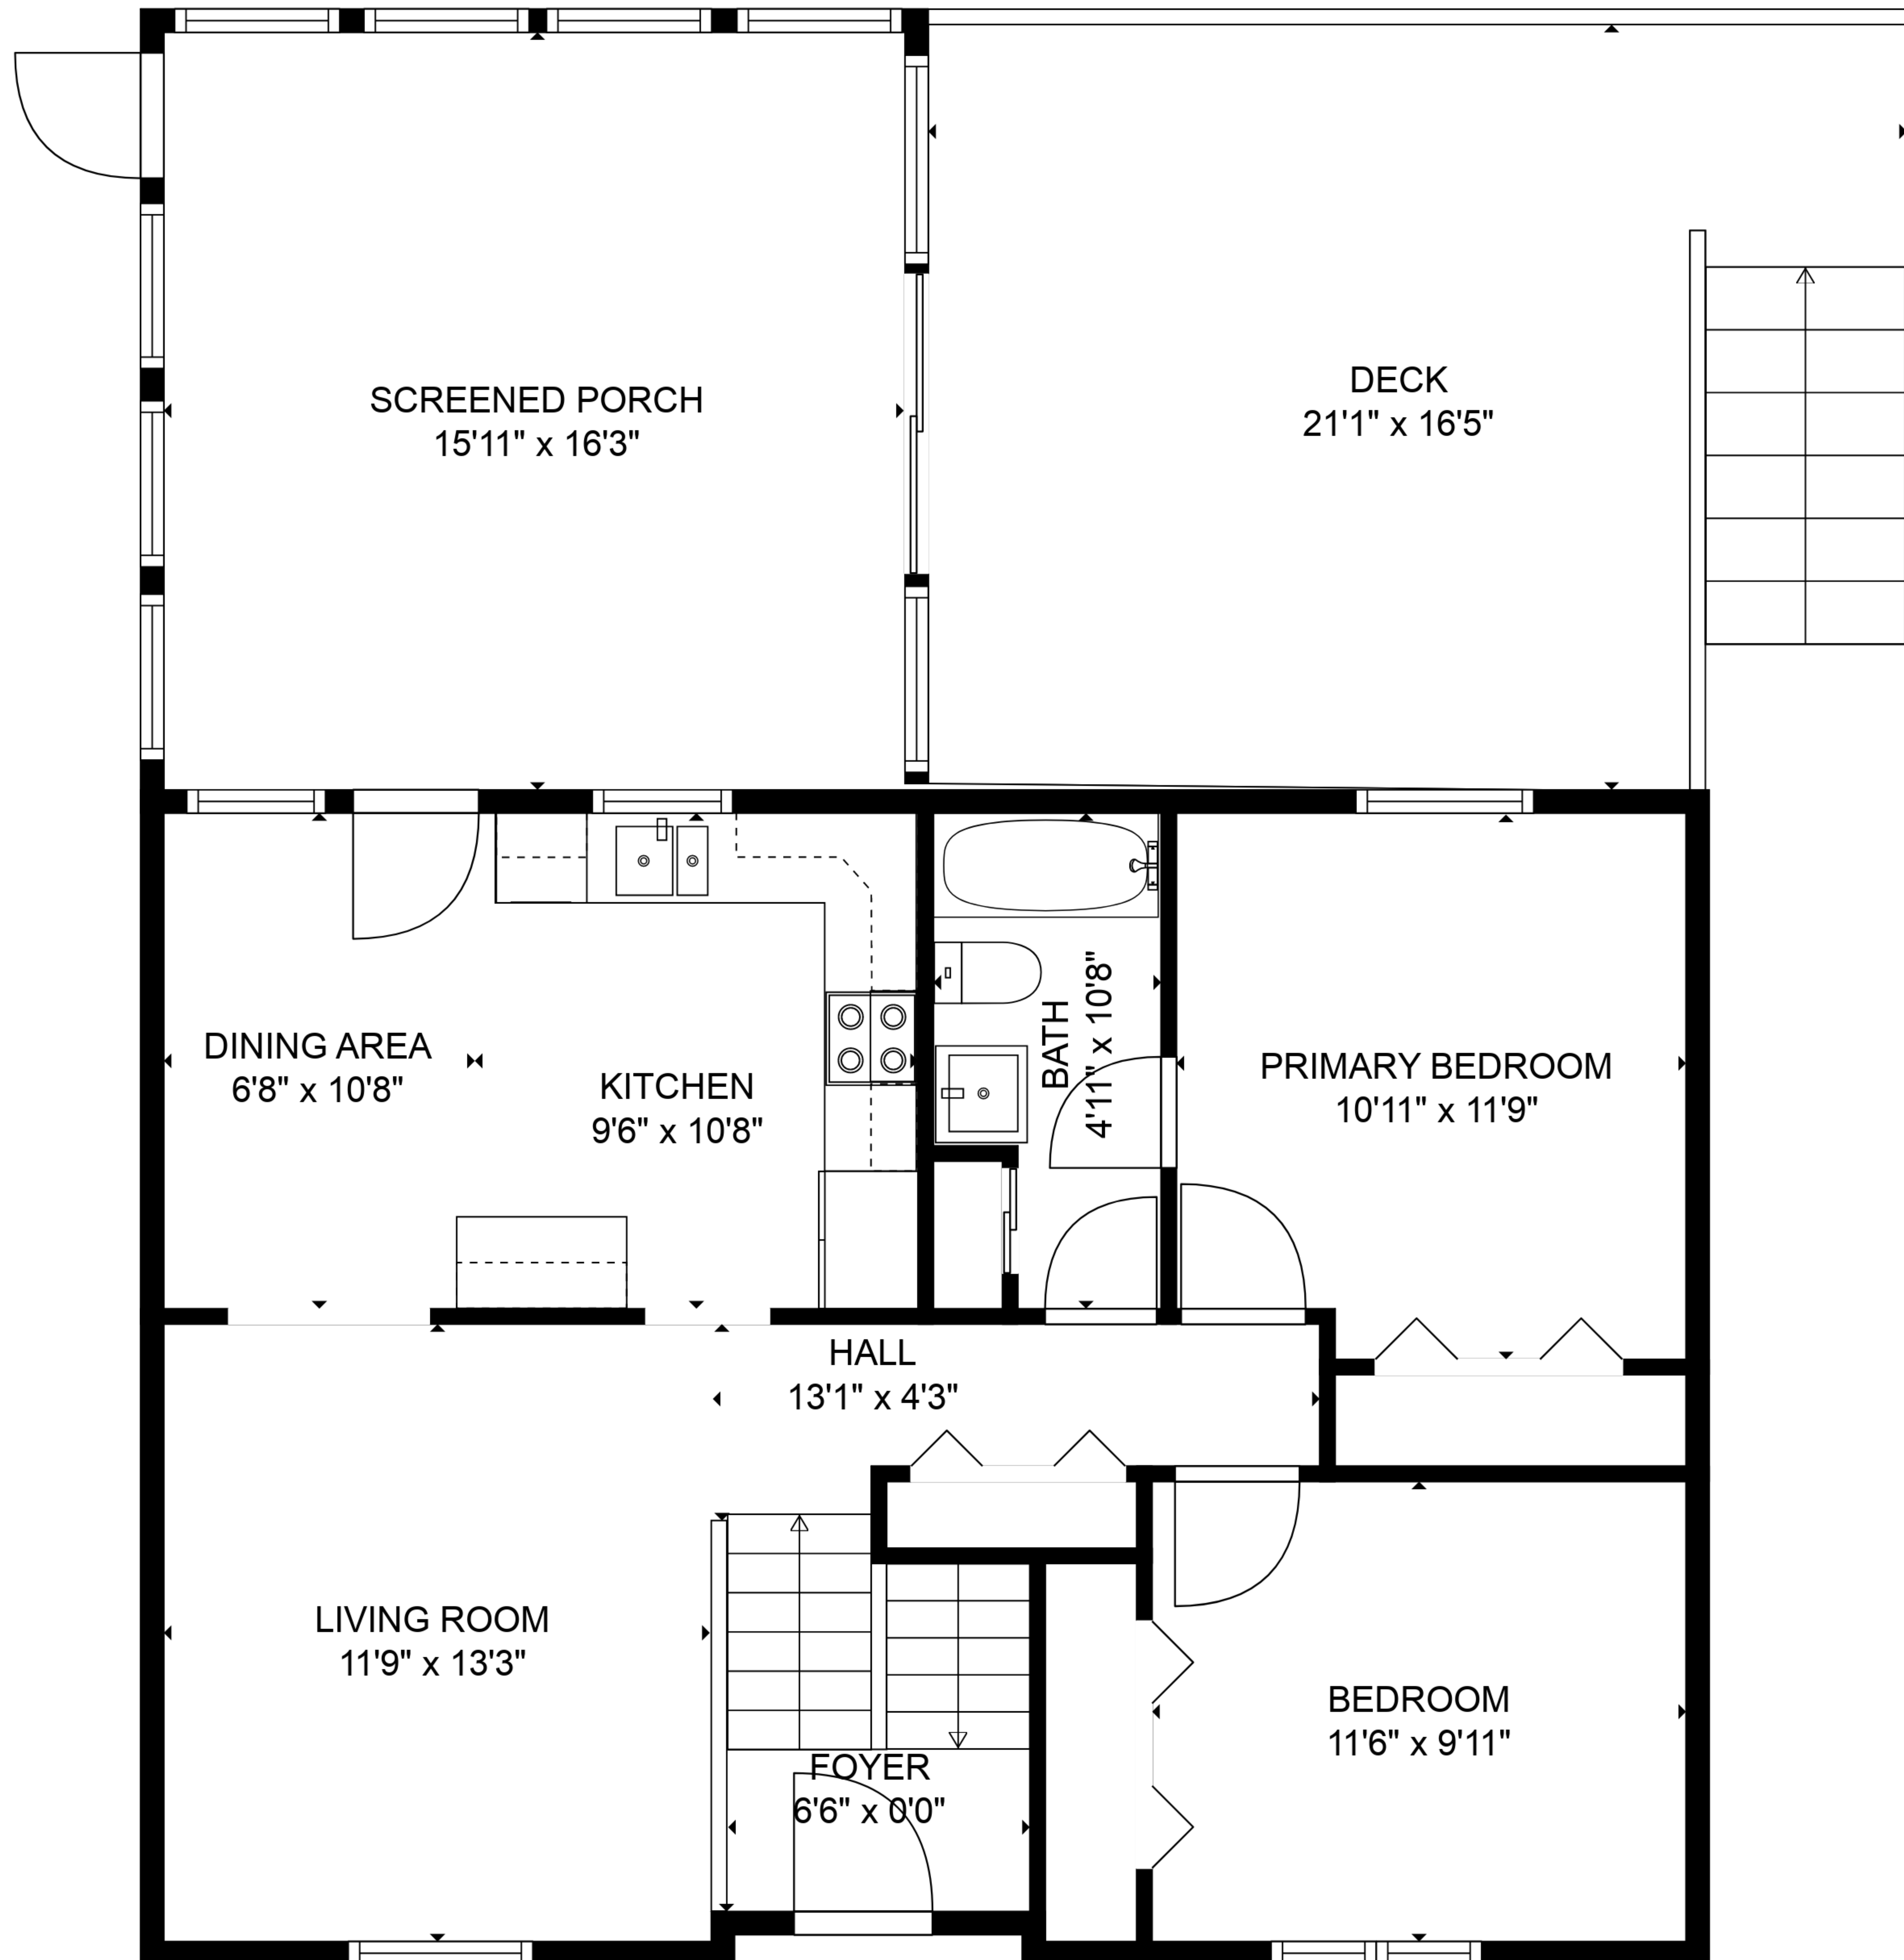 SCREENED PORCH
15'11" x 16'3"
DECK
21'1" x 16'5"
DINING AREA
6'8" x 10'8"
KITCHEN
9'6" x 10'8"
BATH
4'11" x 10'8"
PRIMARY BEDROOM
10'11" x 11'9"
HALL
13'1" x 4'3"
LIVING ROOM
11'9" x 13'3"
FOYER
6'6" x 0'0"
BEDROOM
11'6" x 9'11"